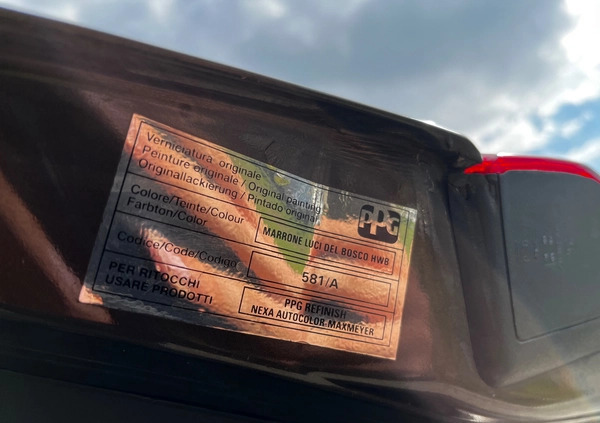 Verniciatura originale
Peinture originale / Original painting
Originallackierung / Pintado original
PPG
Colore/Teinte/Colour
Farbton/Color
MARRONE LUCI DEL BOSCO HW8
Codice/Code/Codigo
581/A
PER RITOCCHI
USARE PRODOTTI
PPG REFINISH
NEXA AUTOCOLOR-MAXMEYER